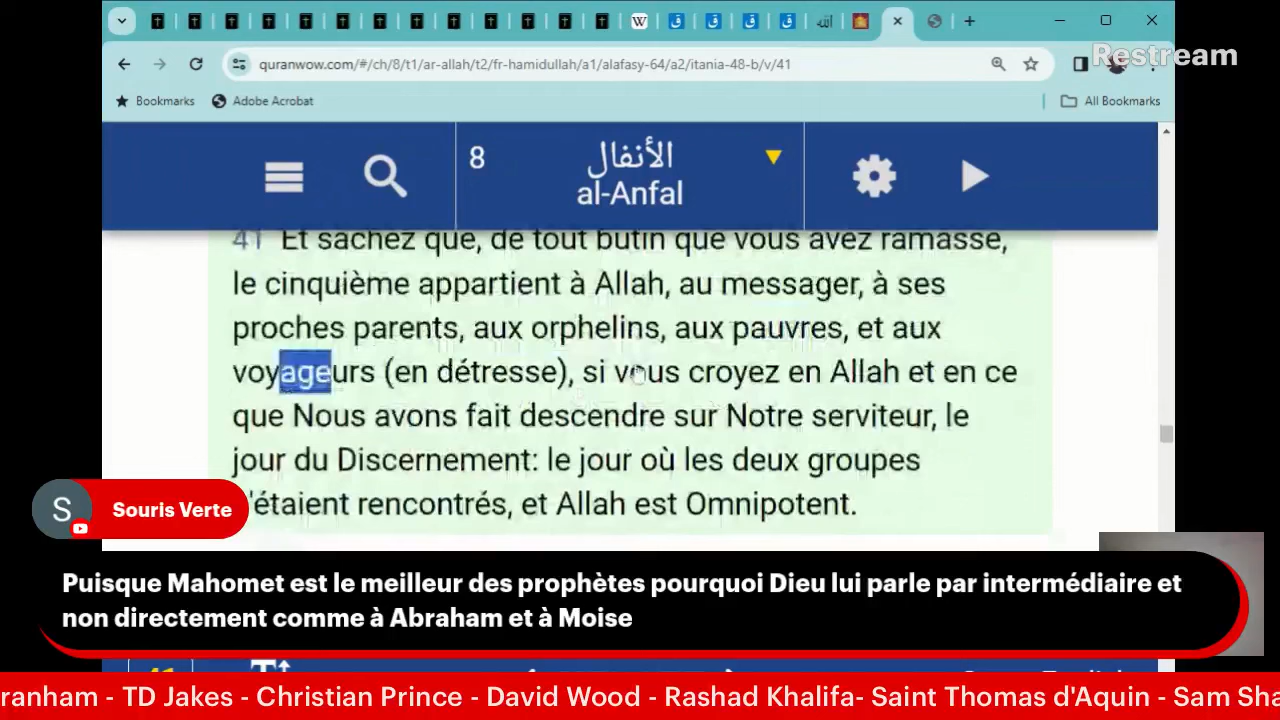 quranwow.com/#/ch/8/t1/ar-allah/t2/fr-hamidullah/a1/alafasy-64/a2/itania-48-b/v/41
Restream
Bookmarks
Adobe Acrobat
All Bookmarks
8
الأنفال
al-Anfal
41 Et sachez que, de tout butin que vous avez ramassé,
le cinquième appartient à Allah, au messager, à ses
proches parents, aux orphelins, aux pauvres, et aux
voyageurs (en détresse), si vous croyez en Allah et en ce
que Nous avons fait descendre sur Notre serviteur, le
jour du Discernement: le jour où les deux groupes
s'étaient rencontrés, et Allah est Omnipotent.
S
Souris Verte
Puisque Mahomet est le meilleur des prophètes pourquoi Dieu lui parle par intermédiaire et
non directement comme à Abraham et à Moise
ranham - TD Jakes - Christian Prince - David Wood - Rashad Khalifa- Saint Thomas d'Aquin - Sam Sha